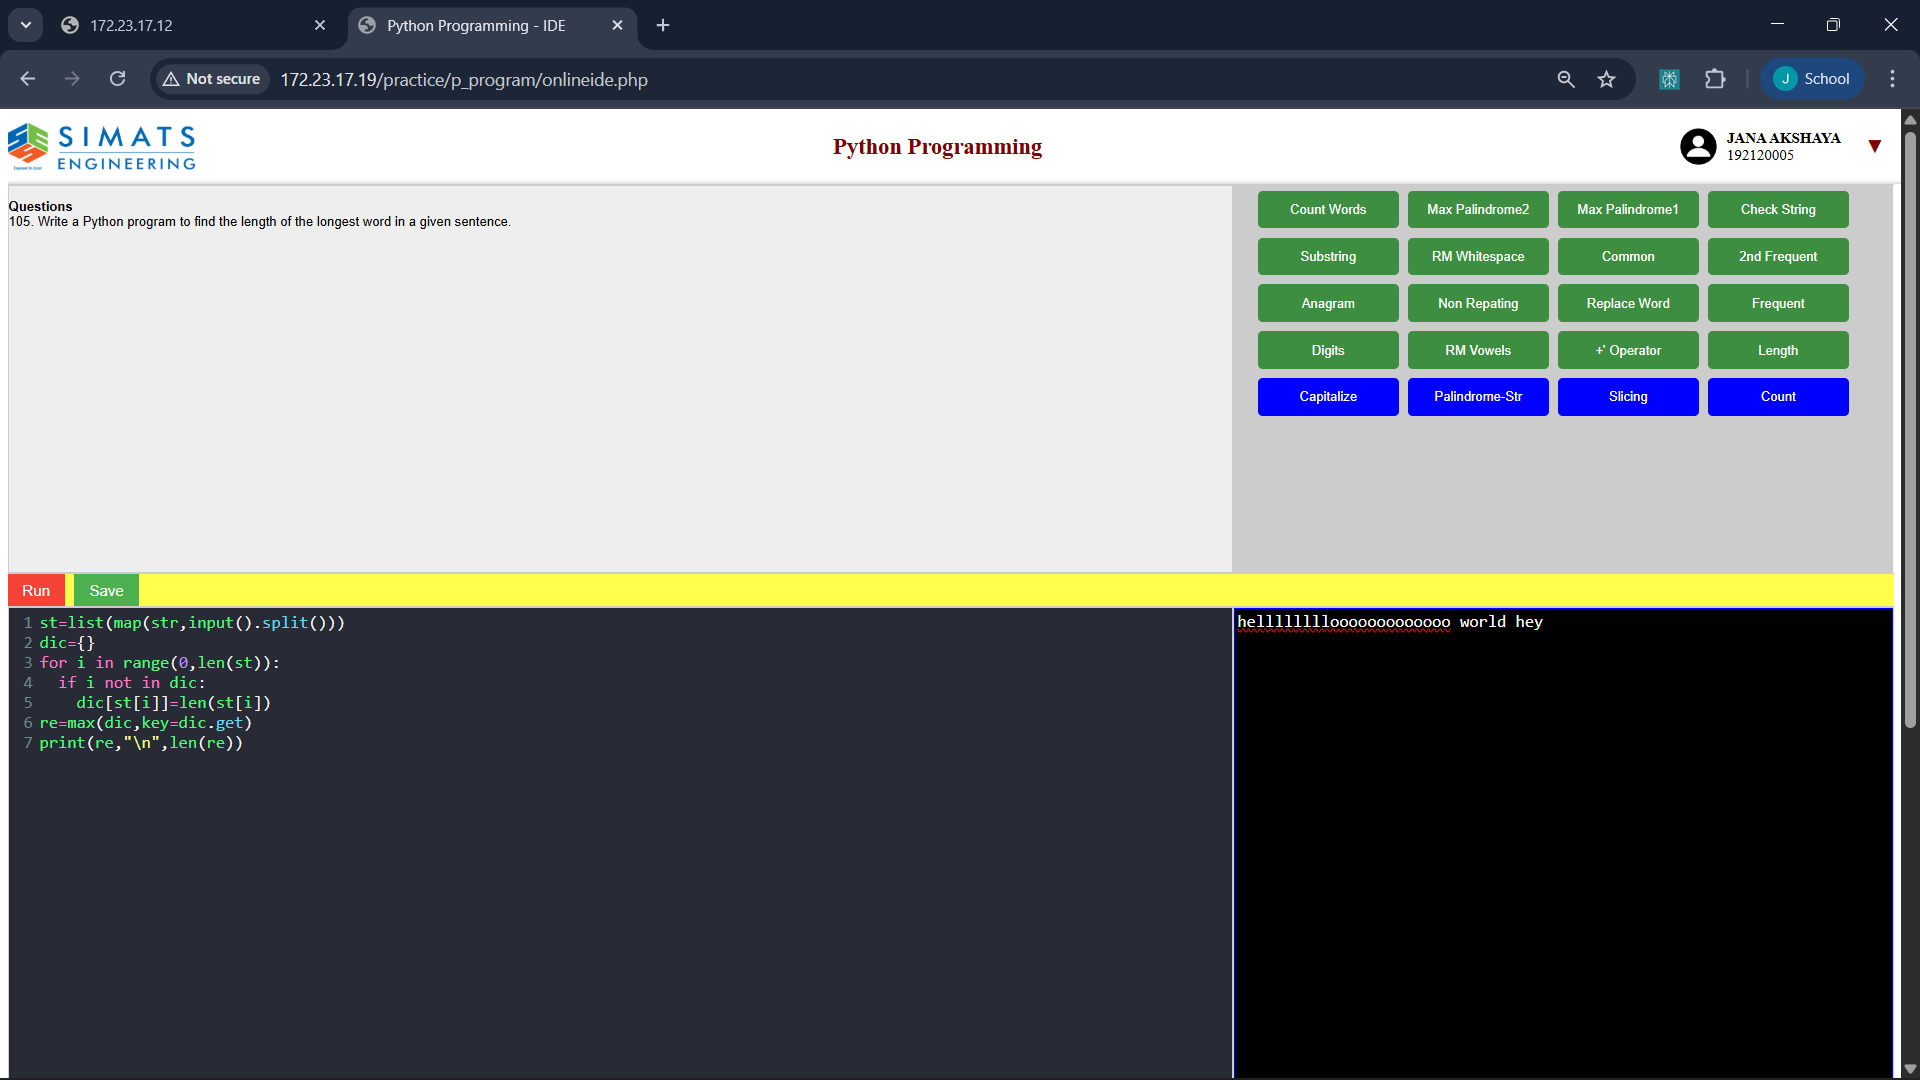 172.23.17.12
Python Programming - IDE
Not secure
172.23.17.19/practice/p_program/onlineide.php
J School
SIMATS
ENGINEERING
Python Programming
JANA AKSHAYA
192120005
Questions
105. Write a Python program to find the length of the longest word in a given sentence.
Count Words Max Palindrome2 Max Palindrome1 Check String
Substring RM Whitespace Common 2nd Frequent
Anagram Non Repating Replace Word Frequent
Digits RM Vowels +' Operator Length
Capitalize Palindrome-Str Slicing Count
Run Save
1 st=list(map(str,input().split()))
2 dic={}
3 for i in range(0,len(st)):
4 if i not in dic:
5 dic[st[i]]=len(st[i])
6 re=max(dic,key=dic.get)
7 print(re,"\n",len(re))
helllllllloooooooooooooo world hey